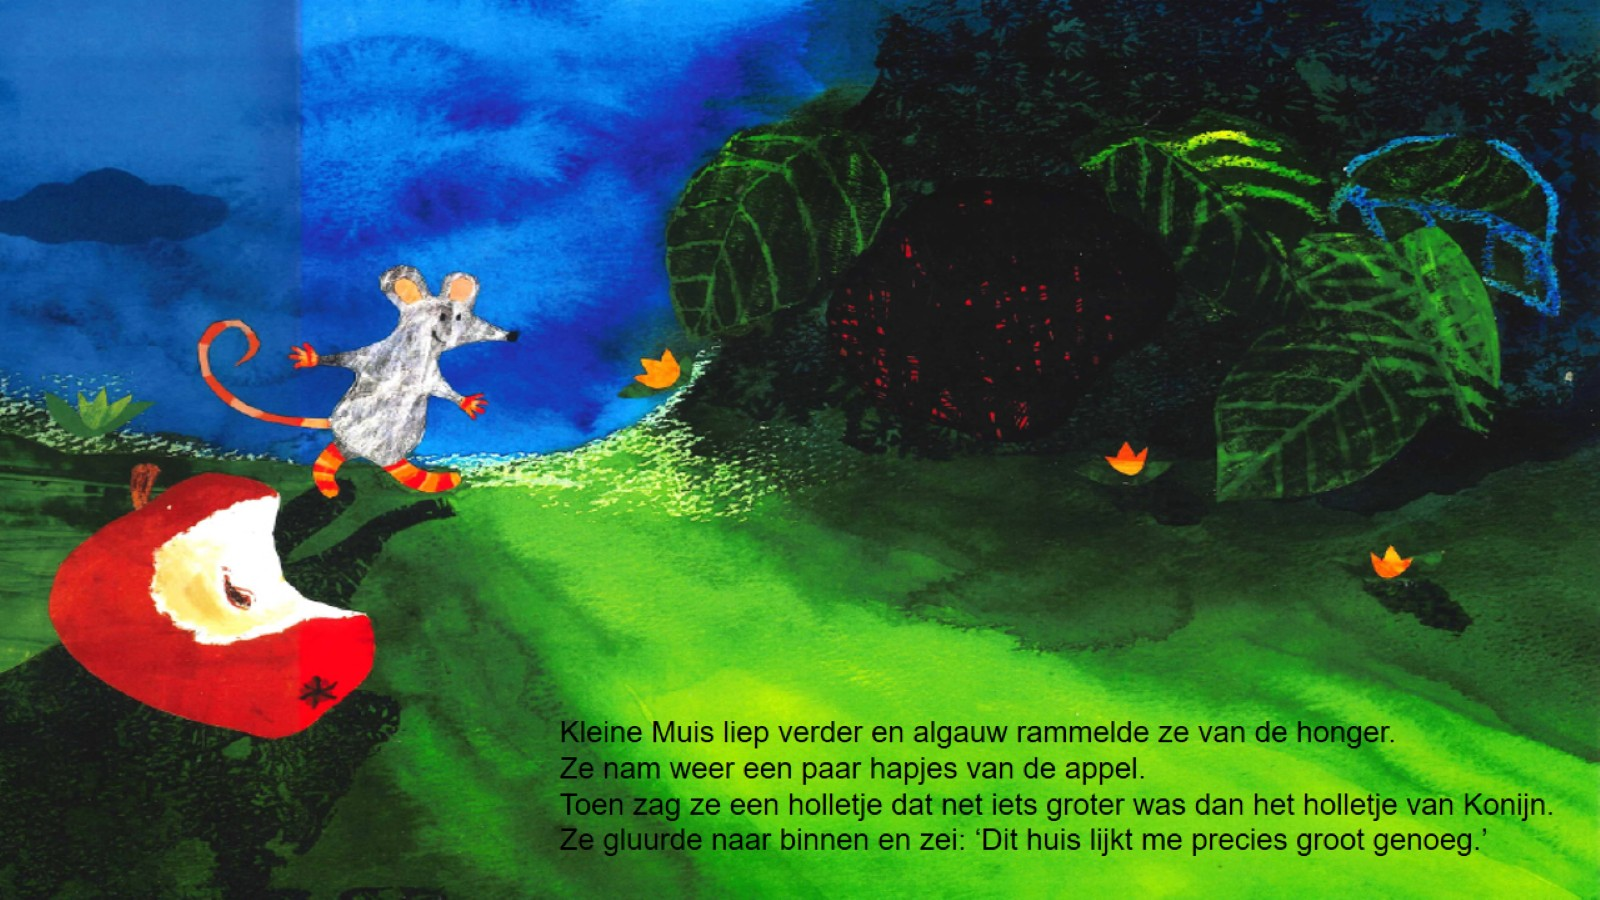 Kleine Muis liep verder en algauw rammelde ze van de honger.
Ze nam weer een paar hapjes van de appel.
Toen zag ze een holletje dat net iets groter was dan het holletje van Konijn.
Ze gluurde naar binnen en zei: ‘Dit huis lijkt me precies groot genoeg.’